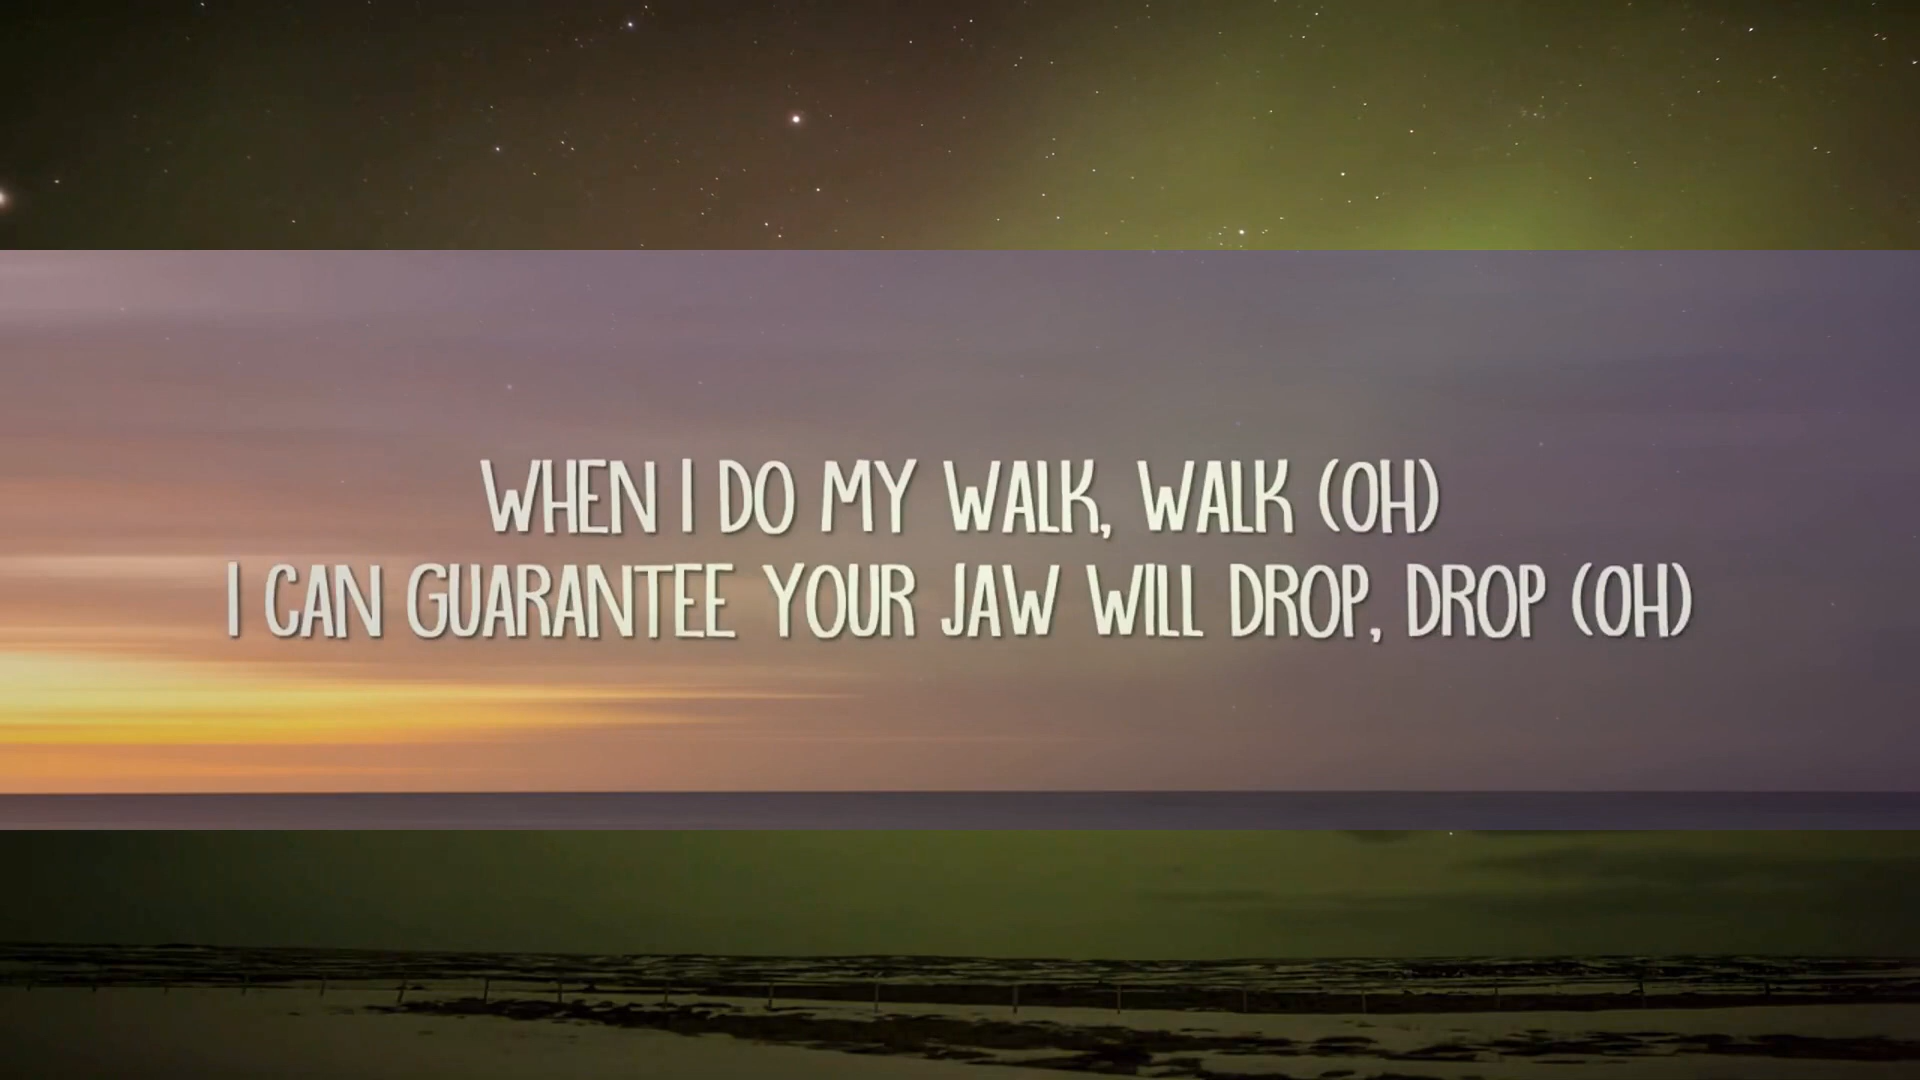 WHEN I DO MY WALK, WALK (OH)
I CAN GUARANTEE YOUR JAW WILL DROP, DROP (OH)